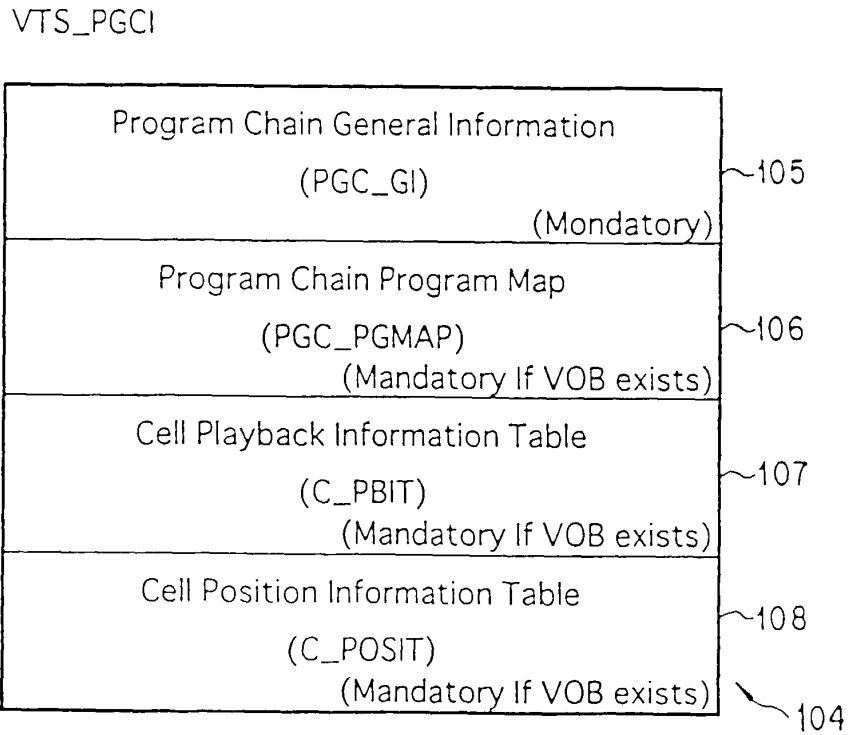 VTS_PGCI
Program Chain General Information
(PGC_GI)
(Mondatory)
105
Program Chain Program Map
(PGC_PGMAP)
(Mandatory If VOB exists)
106
Cell Playback Information Table
(C_PBIT)
(Mandatory If VOB exists)
107
Cell Position Information Table
(C_POSIT)
(Mandatory If VOB exists)
108
104